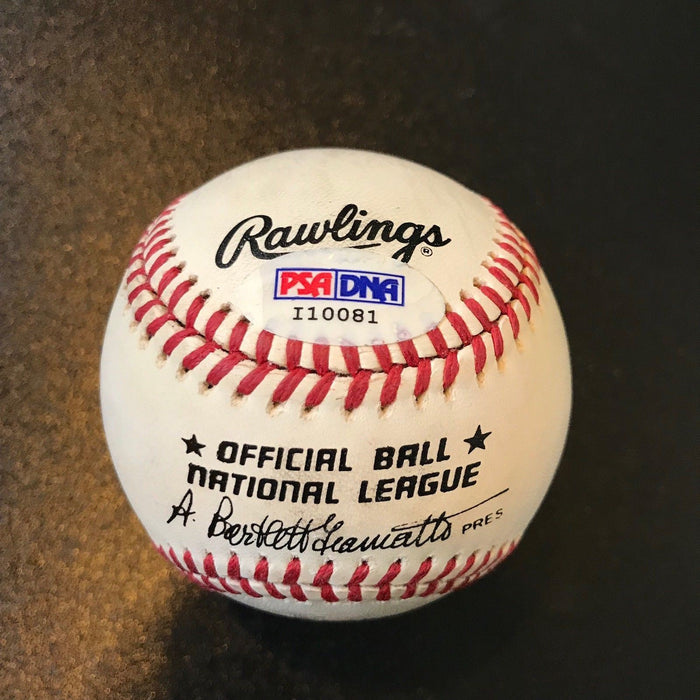 Rawlings®
PSA DNA
I10081
★ OFFICIAL BALL ★
NATIONAL LEAGUE
A. Bartlett Giamatti PRES